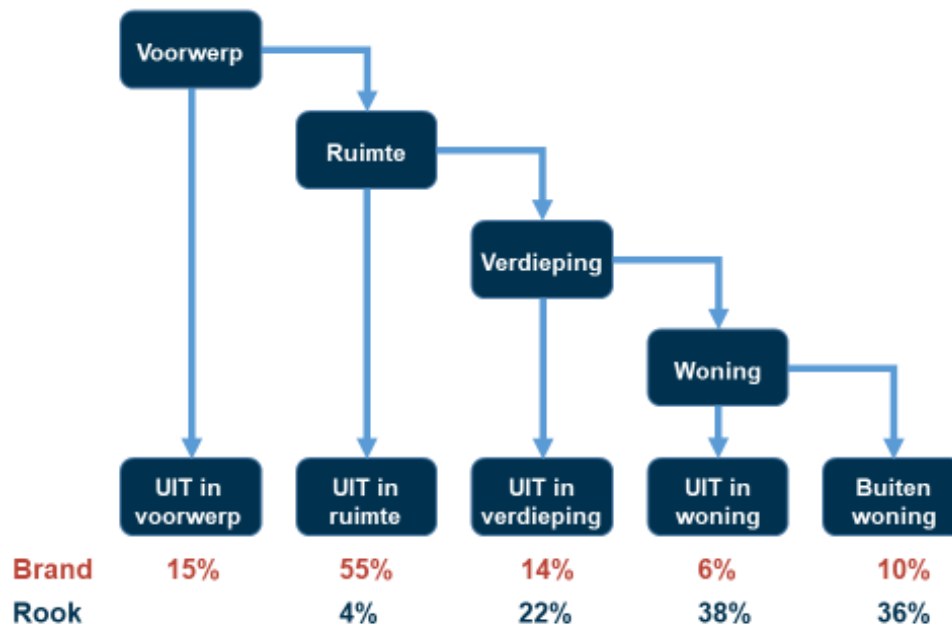 Voorwerp
Ruimte
Verdieping
Woning
UIT in
voorwerp
UIT in
ruimte
UIT in
verdieping
UIT in
woning
Buiten
woning
Brand 15% 55% 14% 6% 10%
Rook 4% 22% 38% 36%